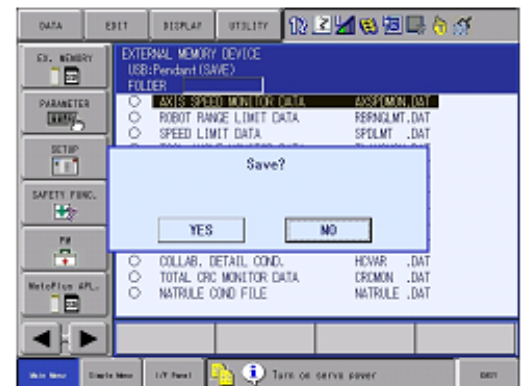 DATA EDIT DISPLAY UTILITY
EX. MEMORY
EXTERNAL MEMORY DEVICE
USB:Pendant(SAVE)
FOLDER
PARAMETER
AXIS SPEED MONITOR DATA AXSPDMON.DAT
ROBOT RANGE LIMIT DATA RBRNGLMT.DAT
SPEED LIMIT DATA SPDLMT .DAT
SETUP
Save?
SAFETY FUNC.
YES NO
PM
COLLAB. DETAIL COND. HCVAR .DAT
TOTAL CRC MONITOR DATA CRCMON .DAT
MotoPlus APL.
NATRULE COND FILE NATRULE .DAT
Main Menu Simple Menu I/F Panel Turn on servo power